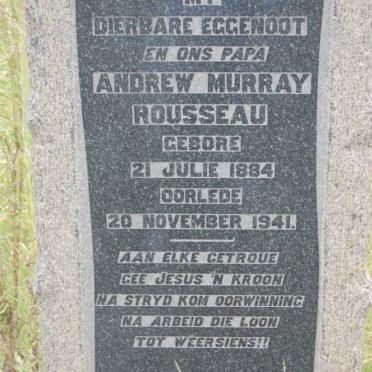 MY
DIERBARE EGGENOOT
EN ONS PAPA
ANDREW MURRAY
ROUSSEAU
GEBORE
21 JULIE 1884
OORLEDE
20 NOVEMBER 1941.
AAN ELKE GETROUE
GEE JESUS 'N KROON
NA STRYD KOM OORWINNING
NA ARBEID DIE LOON
TOT WEERSIENS!!